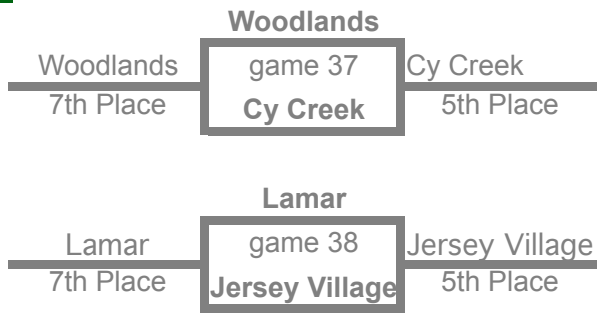 Woodlands
Woodlands game 37 Cy Creek
7th Place Cy Creek 5th Place
Lamar
Lamar game 38 Jersey Village
7th Place Jersey Village 5th Place